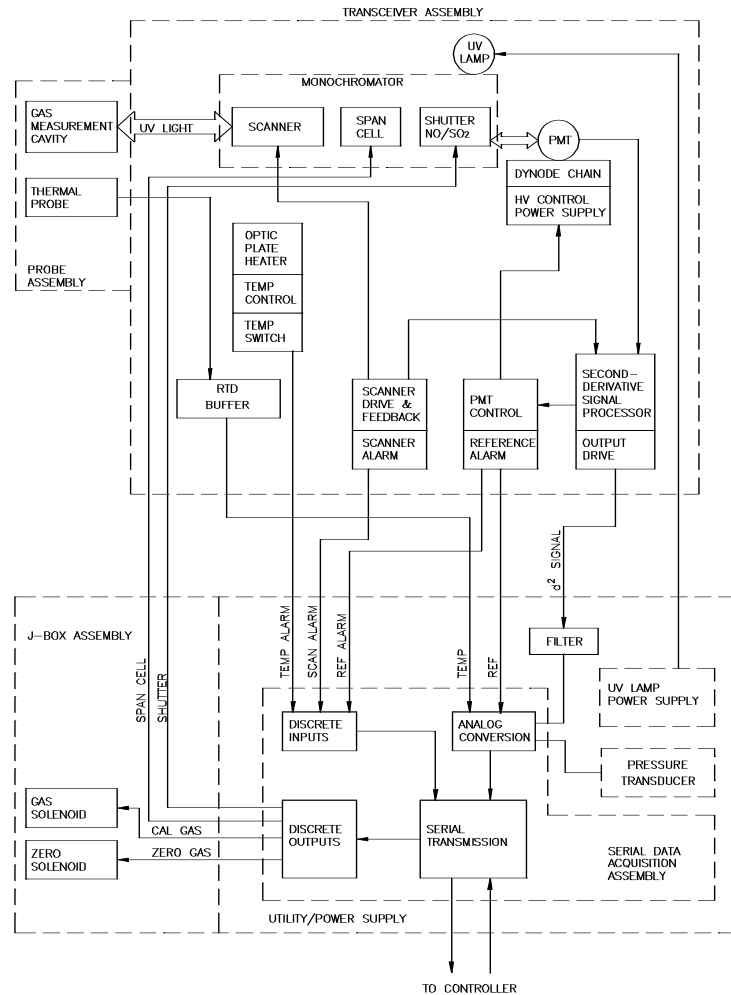 TRANSCEIVER ASSEMBLY
UV
LAMP
MONOCHROMATOR
GAS
MEASUREMENT
CAVITY
UV LIGHT
SCANNER
SPAN
CELL
SHUTTER
NO/SO2
PMT
DYNODE CHAIN
HV CONTROL
POWER SUPPLY
THERMAL
PROBE
PROBE
ASSEMBLY
OPTIC
PLATE
HEATER
TEMP
CONTROL
TEMP
SWITCH
RTD
BUFFER
SCANNER
DRIVE &
FEEDBACK
SCANNER
ALARM
PMT
CONTROL
REFERENCE
ALARM
SECOND-
DERIVATIVE
SIGNAL
PROCESSOR
OUTPUT
DRIVE
d2 SIGNAL
J-BOX ASSEMBLY
SPAN CELL
SHUTTER
TEMP ALARM
SCAN ALARM
REF ALARM
TEMP
REF
FILTER
UV LAMP
POWER SUPPLY
DISCRETE
INPUTS
ANALOG
CONVERSION
PRESSURE
TRANSDUCER
GAS
SOLENOID
CAL GAS
ZERO
SOLENOID
ZERO GAS
DISCRETE
OUTPUTS
SERIAL
TRANSMISSION
SERIAL DATA
ACQUISITION
ASSEMBLY
UTILITY/POWER SUPPLY
TO CONTROLLER